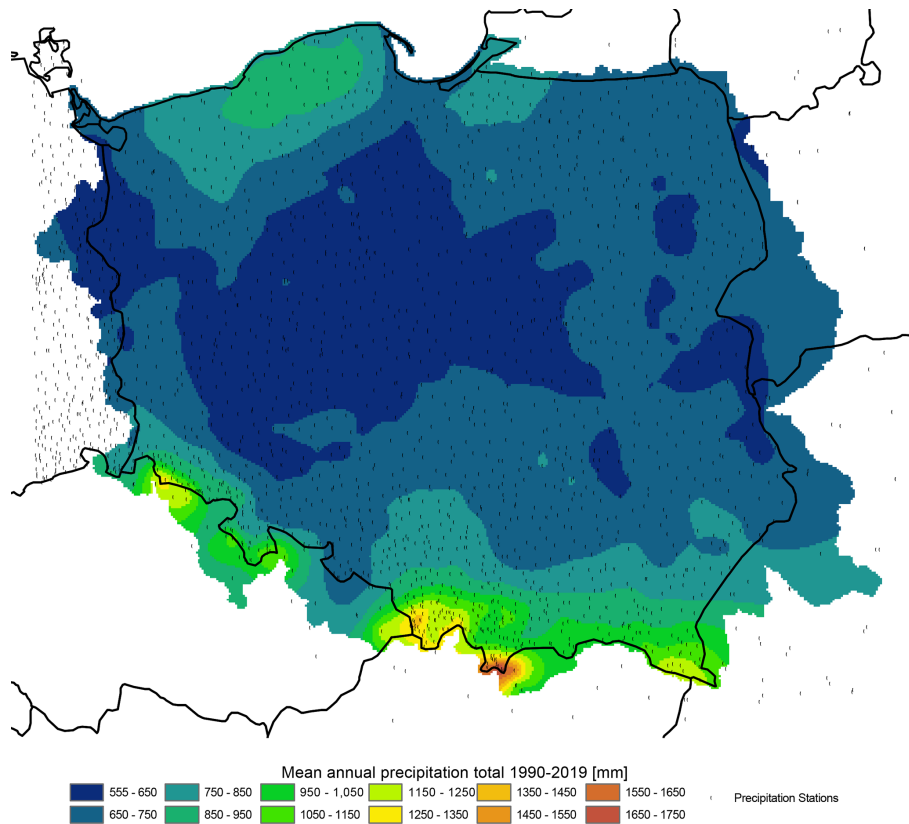 Mean annual precipitation total 1990-2019 [mm]
555 - 650 750 - 850 950 - 1,050 1150 - 1250 1350 - 1450 1550 - 1650 Precipitation Stations
650 - 750 850 - 950 1050 - 1150 1250 - 1350 1450 - 1550 1650 - 1750